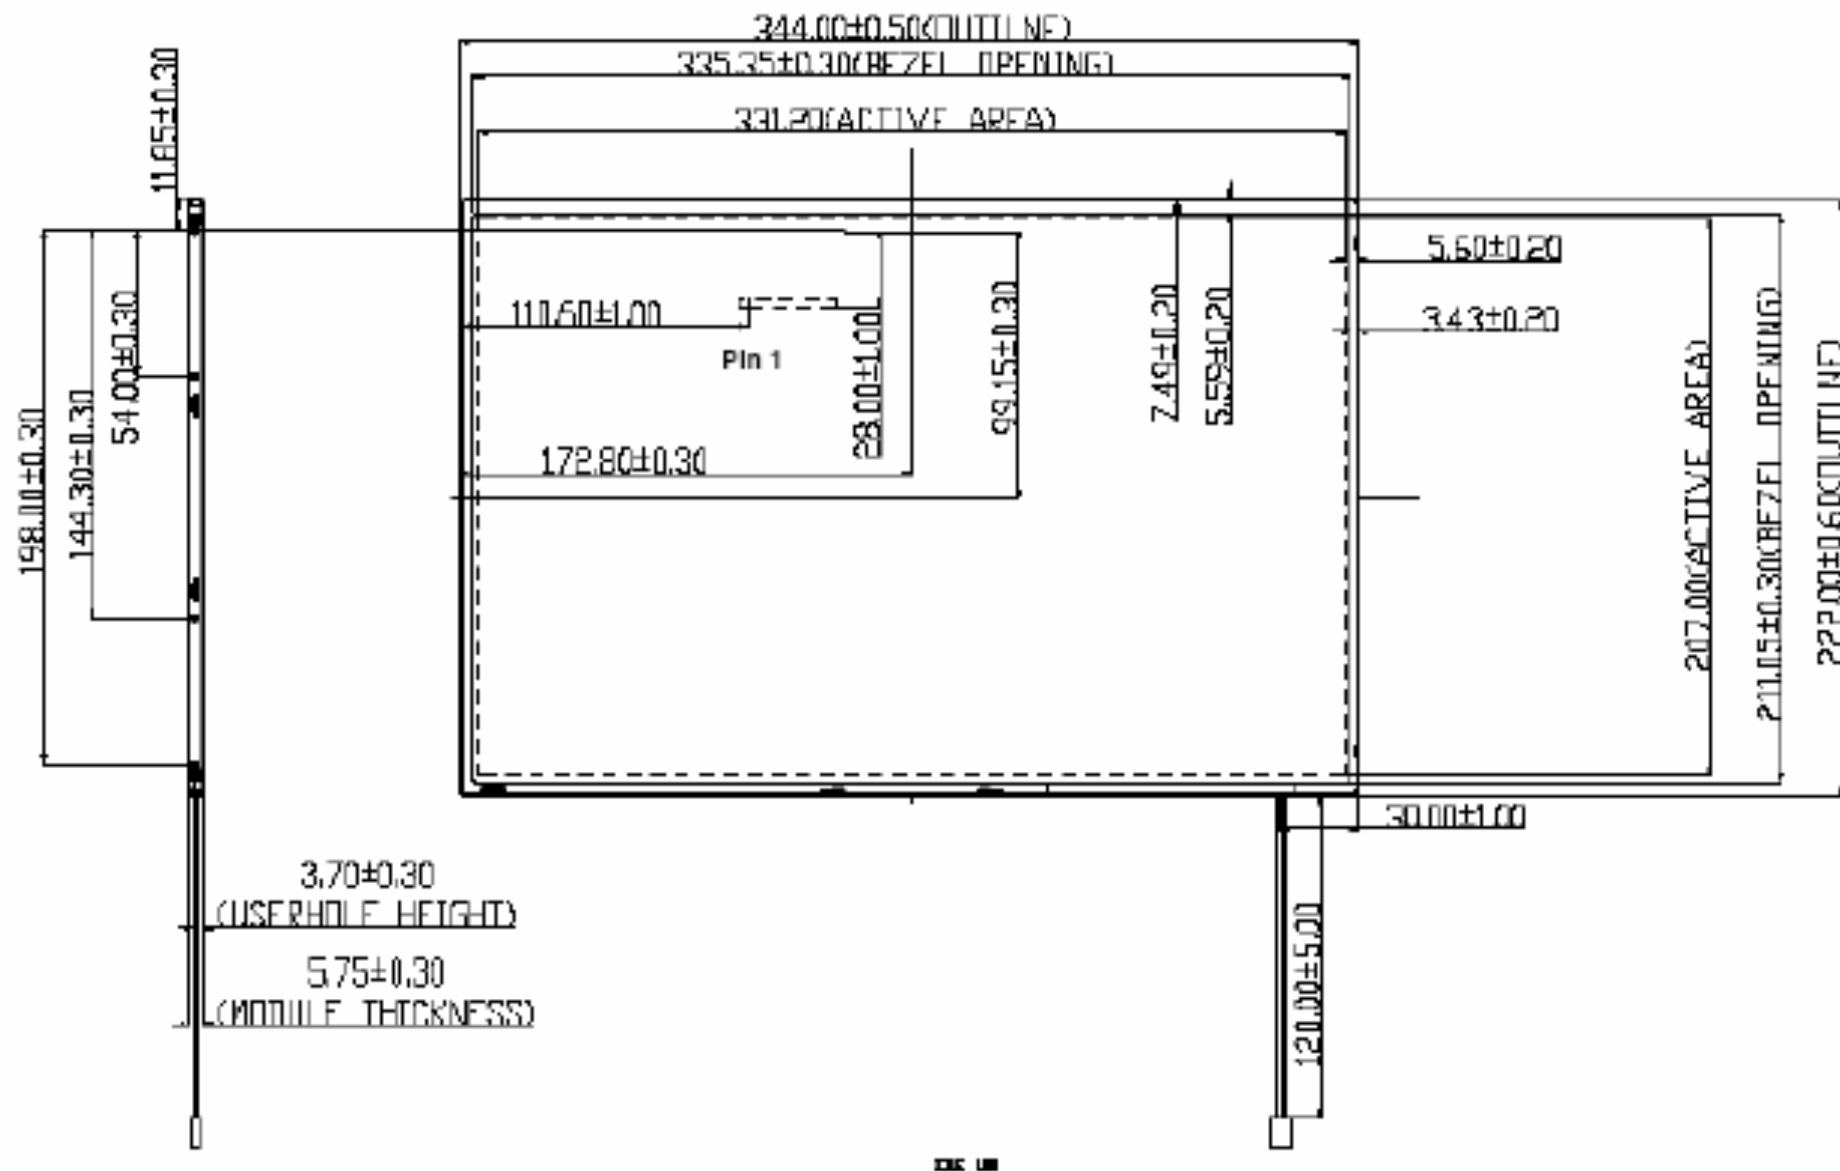 344.00±0.50(OUTTLNE)
335.35±0.30(BEZEL OPENING)
331.20(ACTIVE AREA)
11.85±0.30
5.60±0.20
3.43±0.20
110.60±1.00
Pin 1
172.80±0.30
28.00±1.00
99.15±0.30
7.49±0.20
5.59±0.20
54.00±0.30
144.30±0.30
198.00±0.30
207.00(ACTIVE AREA)
211.05±0.30(BEZEL OPENING)
222.00±0.60(OUTTLNE)
30.00±1.00
3.70±0.30
(USERHOLE HEIGHT)
5.75±0.30
(MODULE THICKNESS)
120.00±5.00